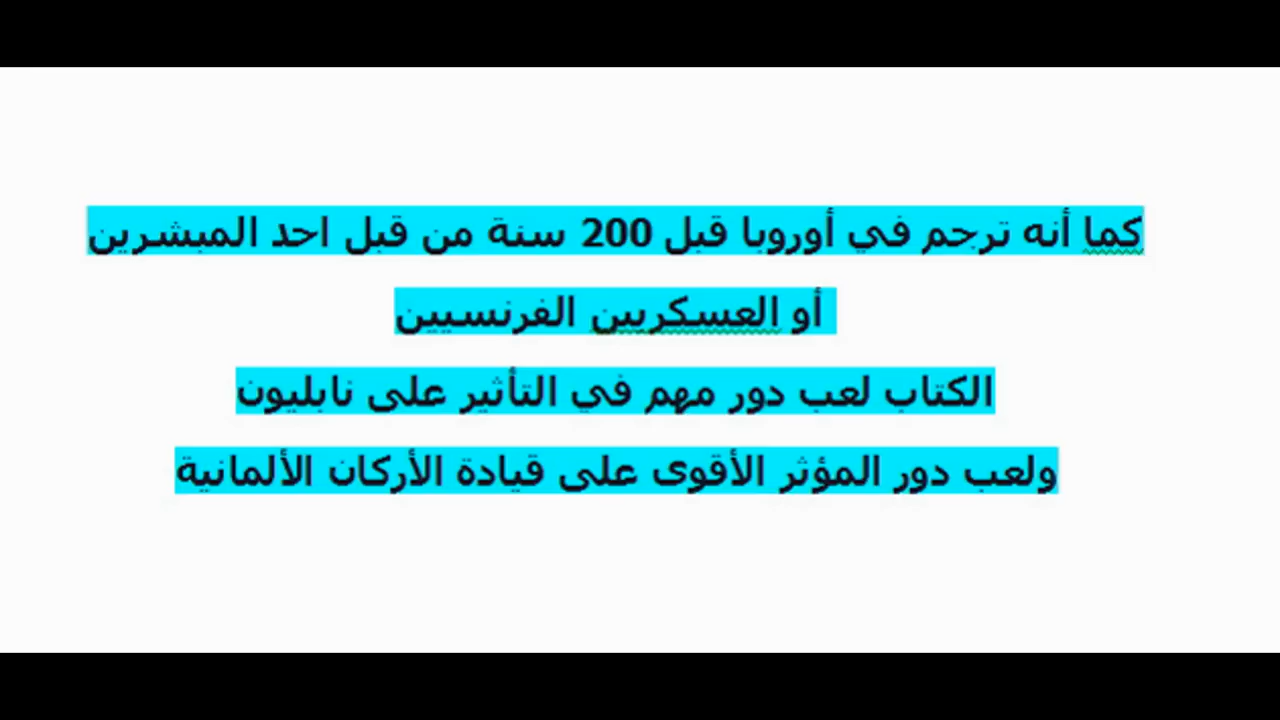 كما أنه ترجم في أوروبا قبل 200 سنة من قبل احد المبشرين
أو العسكريين الفرنسيين
الكتاب لعب دور مهم في التأثير على نابليون
ولعب دور المؤثر الأقوى على قيادة الأركان الألمانية